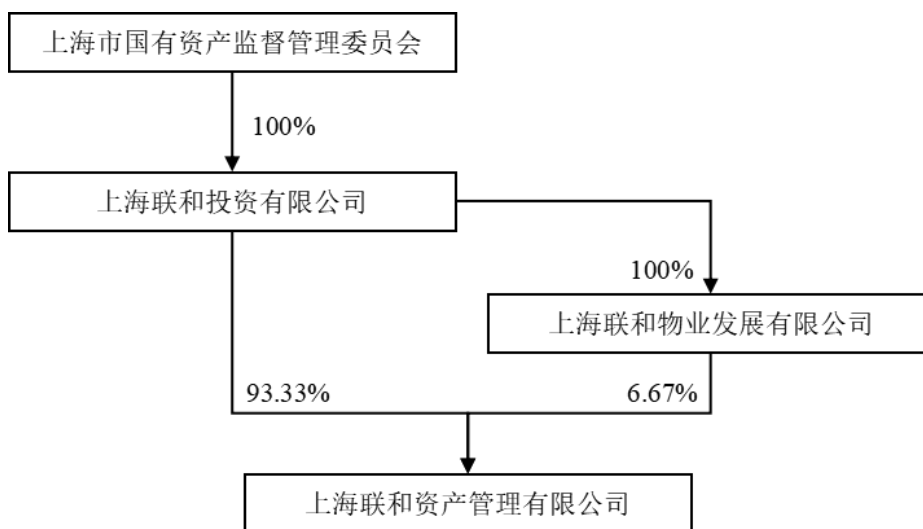 上海市国有资产监督管理委员会
100%
上海联和投资有限公司
100%
上海联和物业发展有限公司
93.33%
6.67%
上海联和资产管理有限公司